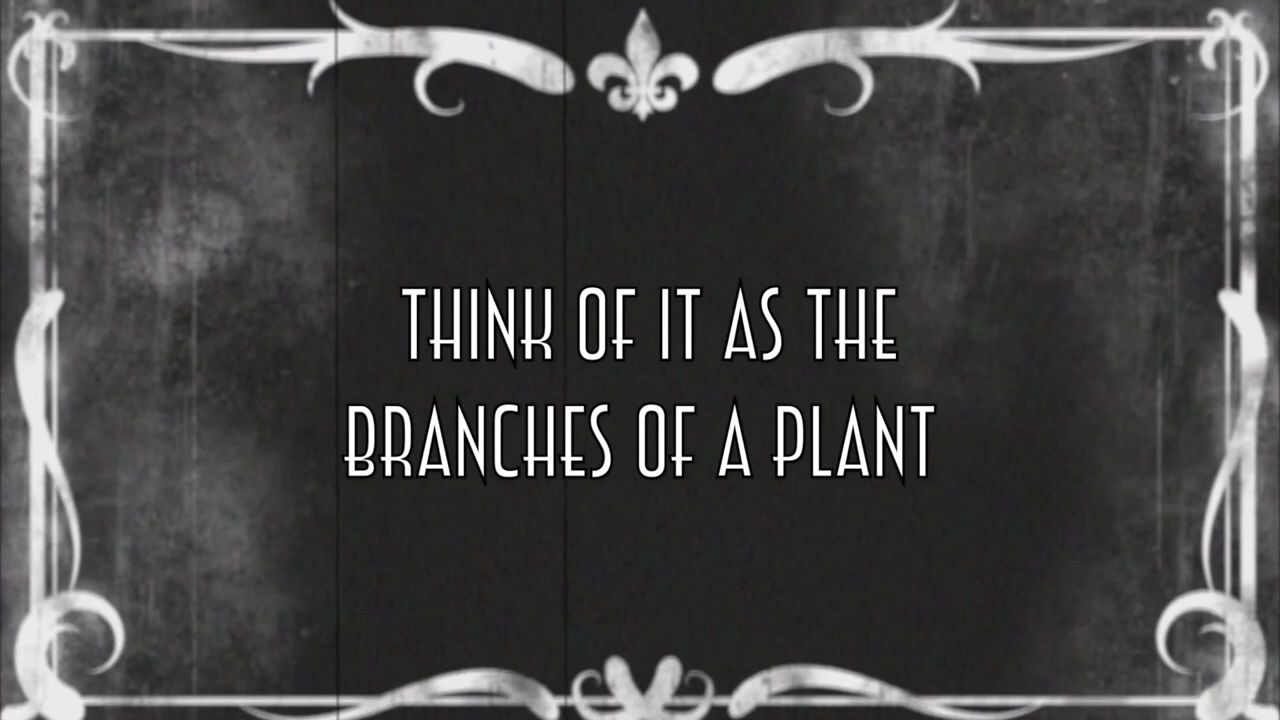 THINK OF IT AS THE
BRANCHES OF A PLANT